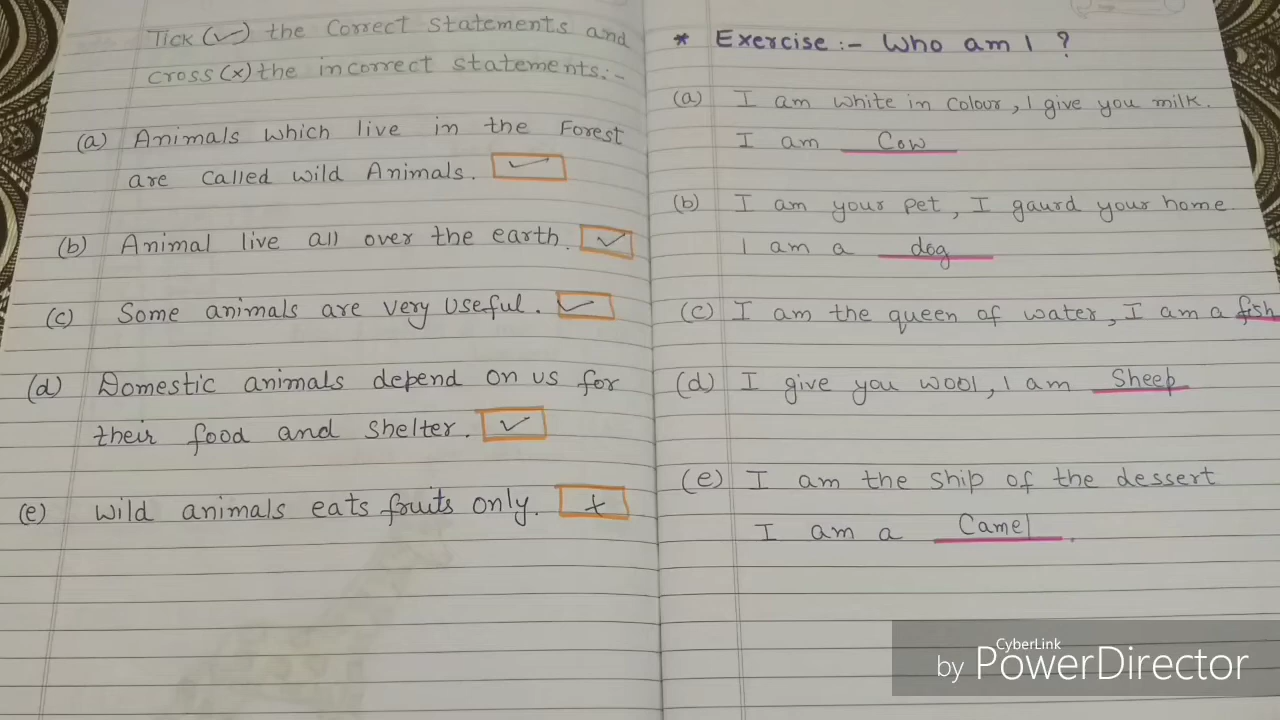 Tick (✓) the Correct Statements and
cross (x) the incorrect statements:-
(a) Animals which live in the Forest
are called wild Animals. ✓
(b) Animal live all over the earth. ✓
(c) Some animals are very useful. ✓
(d) Domestic animals depend on us for
their food and shelter. ✓
(e) wild animals eats fruits only. x
* Exercise:- Who am I ?
(a) I am white in colour, I give you milk.
I am Cow
(b) I am your pet, I gaurd your home
I am a dog
(c) I am the queen of water, I am a fish
(d) I give you wool, I am Sheep
(e) I am the ship of the dessert
I am a Camel.
CyberLink
by PowerDirector